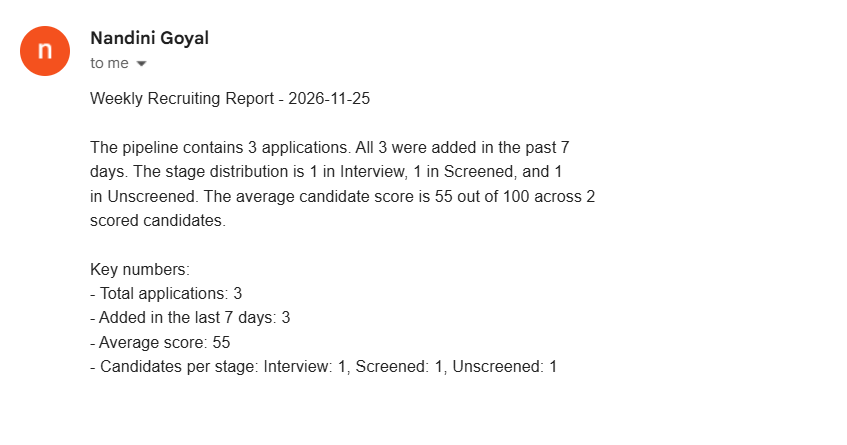 n
Nandini Goyal
to me
Weekly Recruiting Report - 2026-11-25
The pipeline contains 3 applications. All 3 were added in the past 7
days. The stage distribution is 1 in Interview, 1 in Screened, and 1
in Unscreened. The average candidate score is 55 out of 100 across 2
scored candidates.
Key numbers:
- Total applications: 3
- Added in the last 7 days: 3
- Average score: 55
- Candidates per stage: Interview: 1, Screened: 1, Unscreened: 1